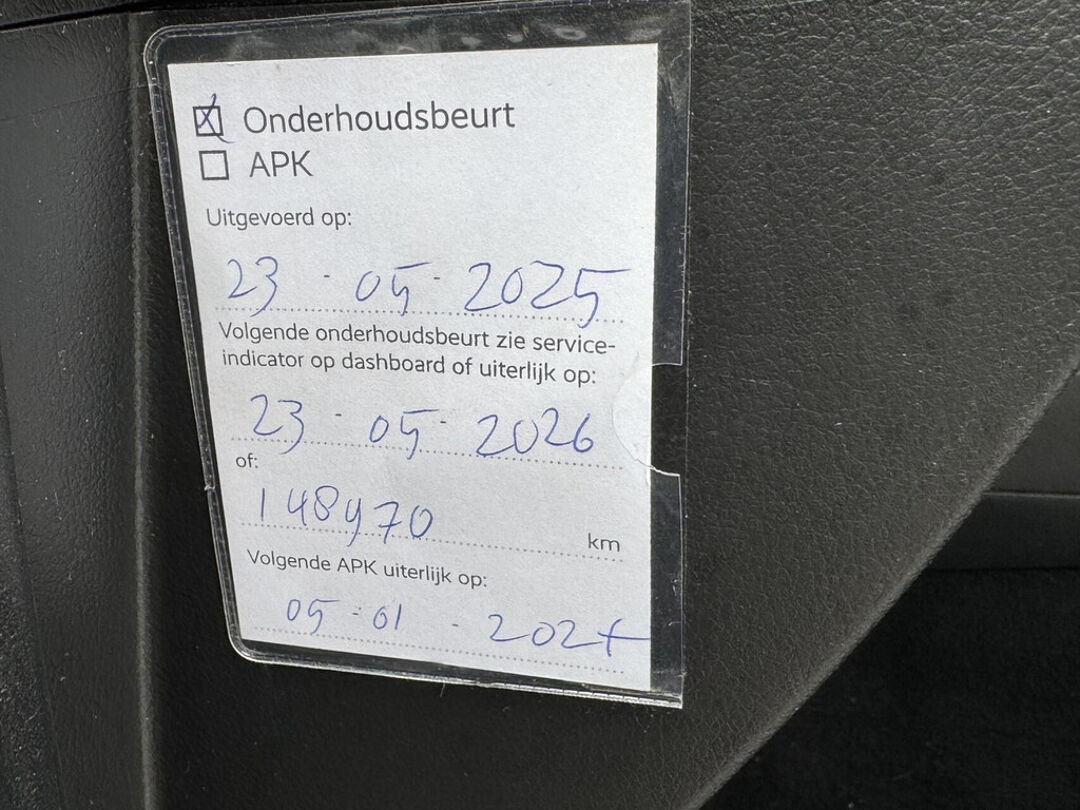 ☒ Onderhoudsbeurt
☐ APK
Uitgevoerd op:
23 - 05 - 2025
Volgende onderhoudsbeurt zie service-
indicator op dashboard of uiterlijk op:
23 - 05 - 2026
of:
148970 km
Volgende APK uiterlijk op:
05 - 01 - 2027